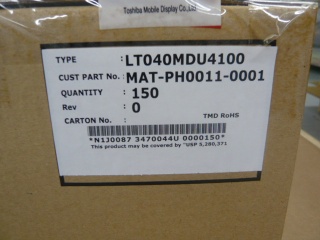 Toshiba Mobile Display Co.,Ltd
TYPE : LT040MDU4100
CUST PART No. : MAT-PH0011-0001
QUANTITY : 150
Rev : 0
CARTON No. :
TMD RoHS
*N1J0087 3470044U 0000150*
This product may be covered by "USP 5,280,371